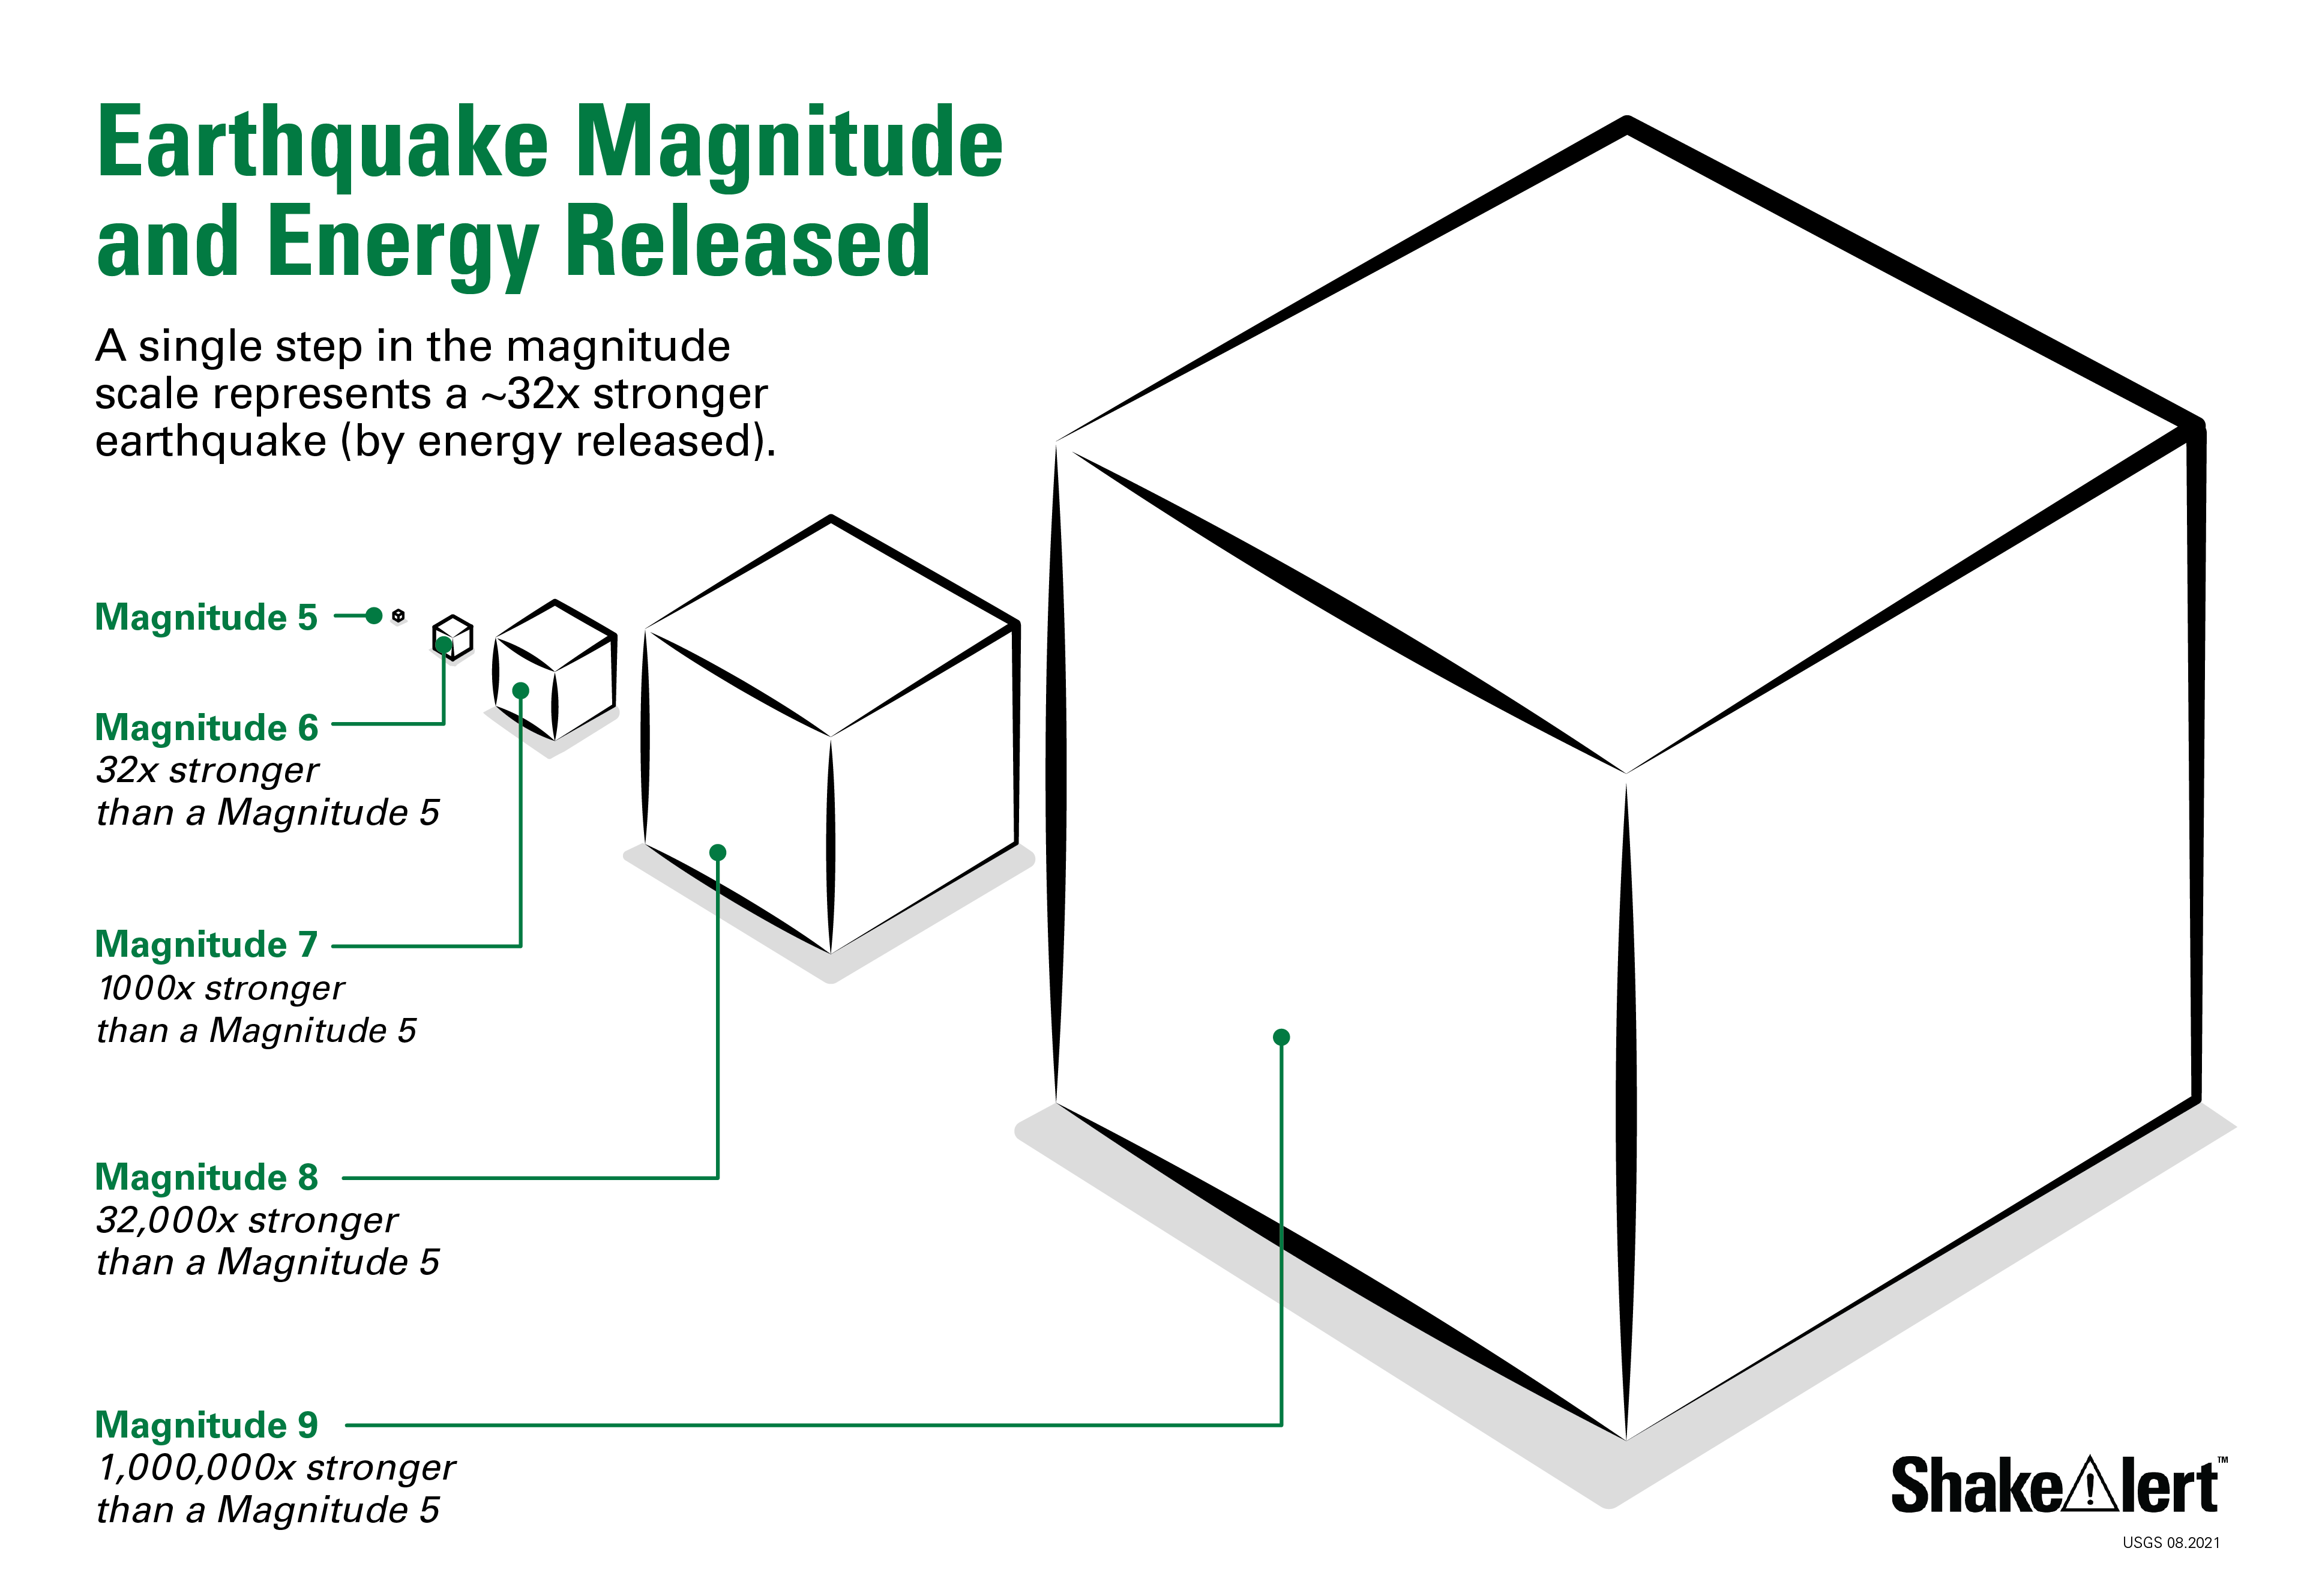 Earthquake Magnitude
and Energy Released
A single step in the magnitude
scale represents a ~32x stronger
earthquake (by energy released).
Magnitude 5
Magnitude 6
32x stronger
than a Magnitude 5
Magnitude 7
1000x stronger
than a Magnitude 5
Magnitude 8
32,000x stronger
than a Magnitude 5
Magnitude 9
1,000,000x stronger
than a Magnitude 5
ShakeAlert™
USGS 08.2021